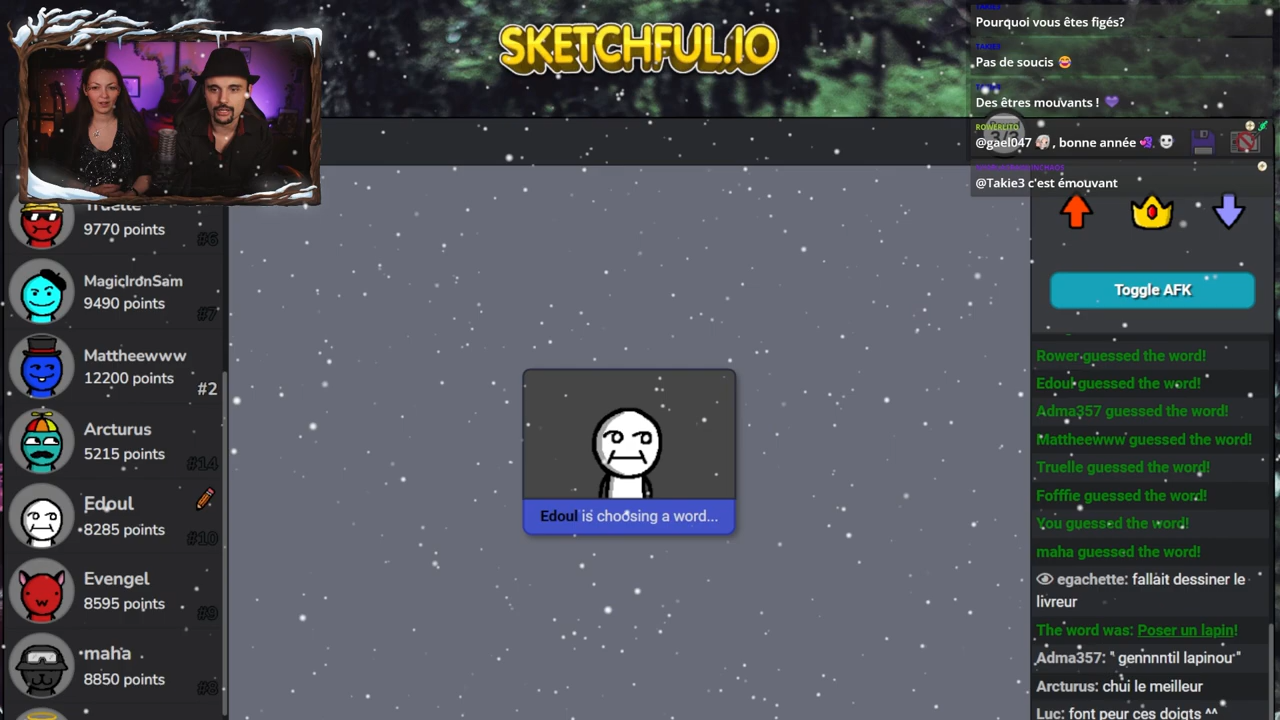 SKETCHFUL.IO
TAKIE3
Pourquoi vous êtes figés?
TAKIE3
Pas de soucis
Des êtres mouvants !
ROWERCITO
@gael047 , bonne année
@Takie3 c'est émouvant
Truelle
9770 points
#6
MagicIronSam
9490 points
#7
Mattheewww
12200 points
#2
Arcturus
5215 points
#14
Edoul
8285 points
#10
Evengel
8595 points
#9
maha
8850 points
#8
Edoul is choosing a word...
Toggle AFK
Rower guessed the word!
Edoul guessed the word!
Adma357 guessed the word!
Mattheewww guessed the word!
Truelle guessed the word!
Fofffie guessed the word!
You guessed the word!
maha guessed the word!
egachette: fallait dessiner le
livreur
The word was: Poser un lapin!
Adma357: " gennnntil lapinou"
Arcturus: chui le meilleur
Luc: font peur ces doigts ^^